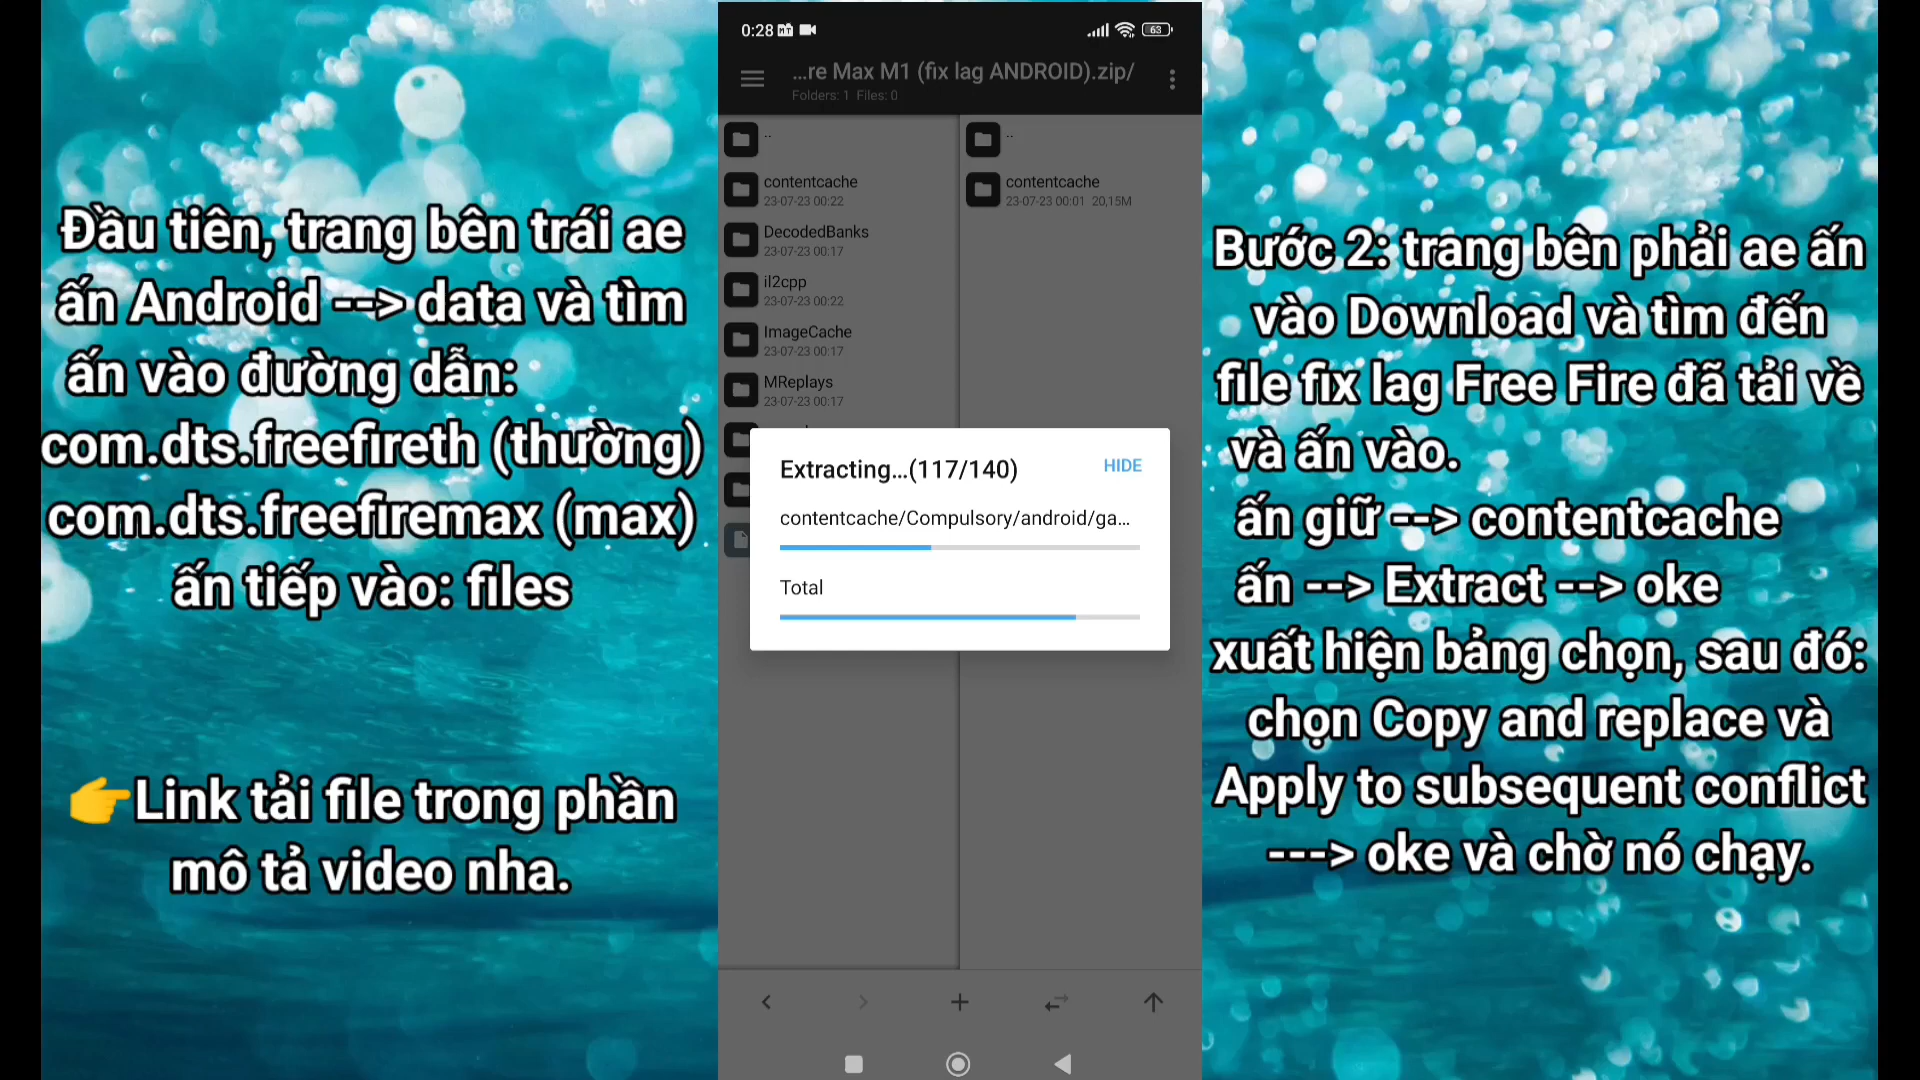 Đầu tiên, trang bên trái ae
ấn Android --> data và tìm
ấn vào đường dẫn:
com.dts.freefireth (thường)
com.dts.freefiremax (max)
ấn tiếp vào: files
👉Link tải file trong phần
mô tả video nha.
0:28
63
...re Max M1 (fix lag ANDROID).zip/
Folders: 1 Files: 0
..
contentcache
23-07-23 00:22
DecodedBanks
23-07-23 00:17
il2cpp
23-07-23 00:22
ImageCache
23-07-23 00:17
MReplays
23-07-23 00:17
..
contentcache
23-07-23 00:01 20,15M
Extracting...(117/140)
HIDE
contentcache/Compulsory/android/ga...
Total
Bước 2: trang bên phải ae ấn
vào Download và tìm đến
file fix lag Free Fire đã tải về
và ấn vào.
ấn giữ --> contentcache
ấn --> Extract --> oke
xuất hiện bảng chọn, sau đó:
chọn Copy and replace và
Apply to subsequent conflict
---> oke và chờ nó chạy.